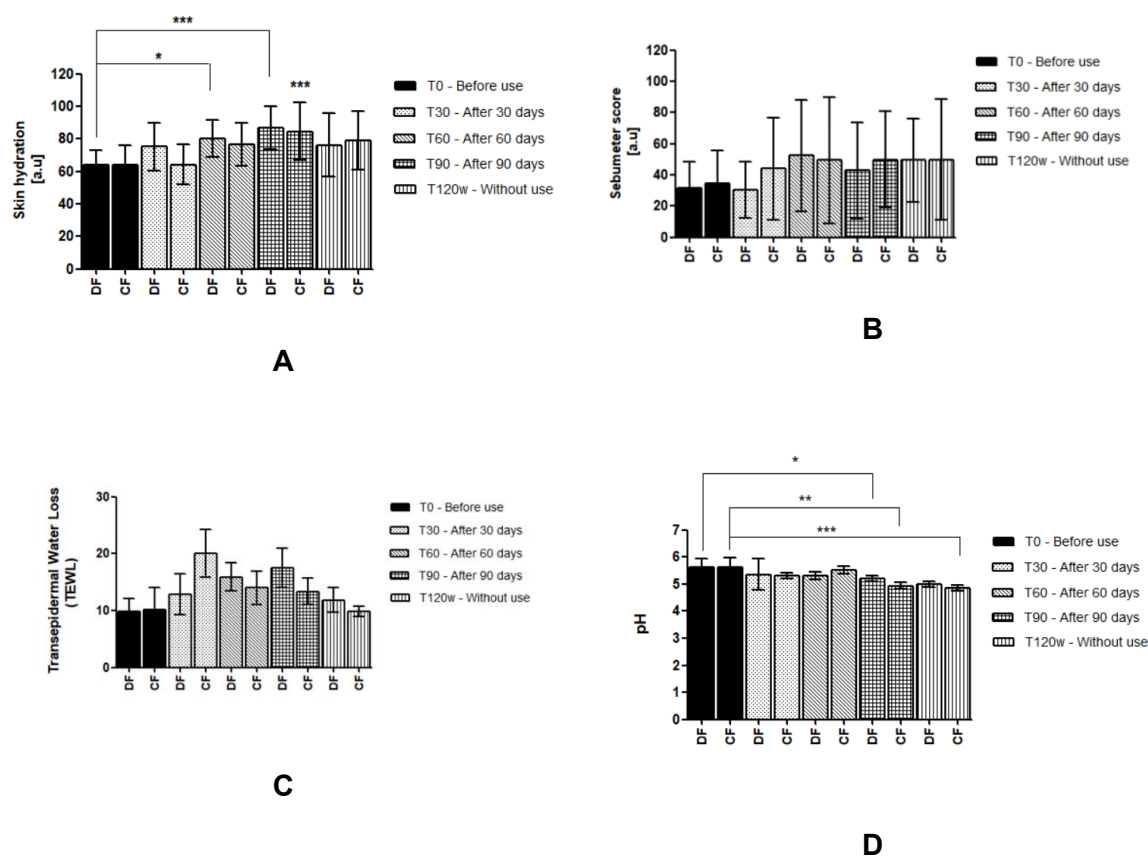 ***
*
***
Skin hydration
[a.u]
120
100
80
60
40
20
0
DF CF DF CF DF CF DF CF DF CF
T0 - Before use
T30 - After 30 days
T60 - After 60 days
T90 - After 90 days
T120w - Without use
A
Sebumeter score
[a.u]
120
100
80
60
40
20
0
DF CF DF CF DF CF DF CF DF CF
T0 - Before use
T30 - After 30 days
T60 - After 60 days
T90 - After 90 days
T120w - Without use
B
Transepidermal Water Loss
(TEWL)
30
20
10
0
DF CF DF CF DF CF DF CF DF CF
T0 - Before use
T30 - After 30 days
T60 - After 60 days
T90 - After 90 days
T120w - Without use
C
*
**
***
pH
7
6
5
4
3
2
1
0
DF CF DF CF DF CF DF CF DF CF
T0 - Before use
T30 - After 30 days
T60 - After 60 days
T90 - After 90 days
T120w - Without use
D